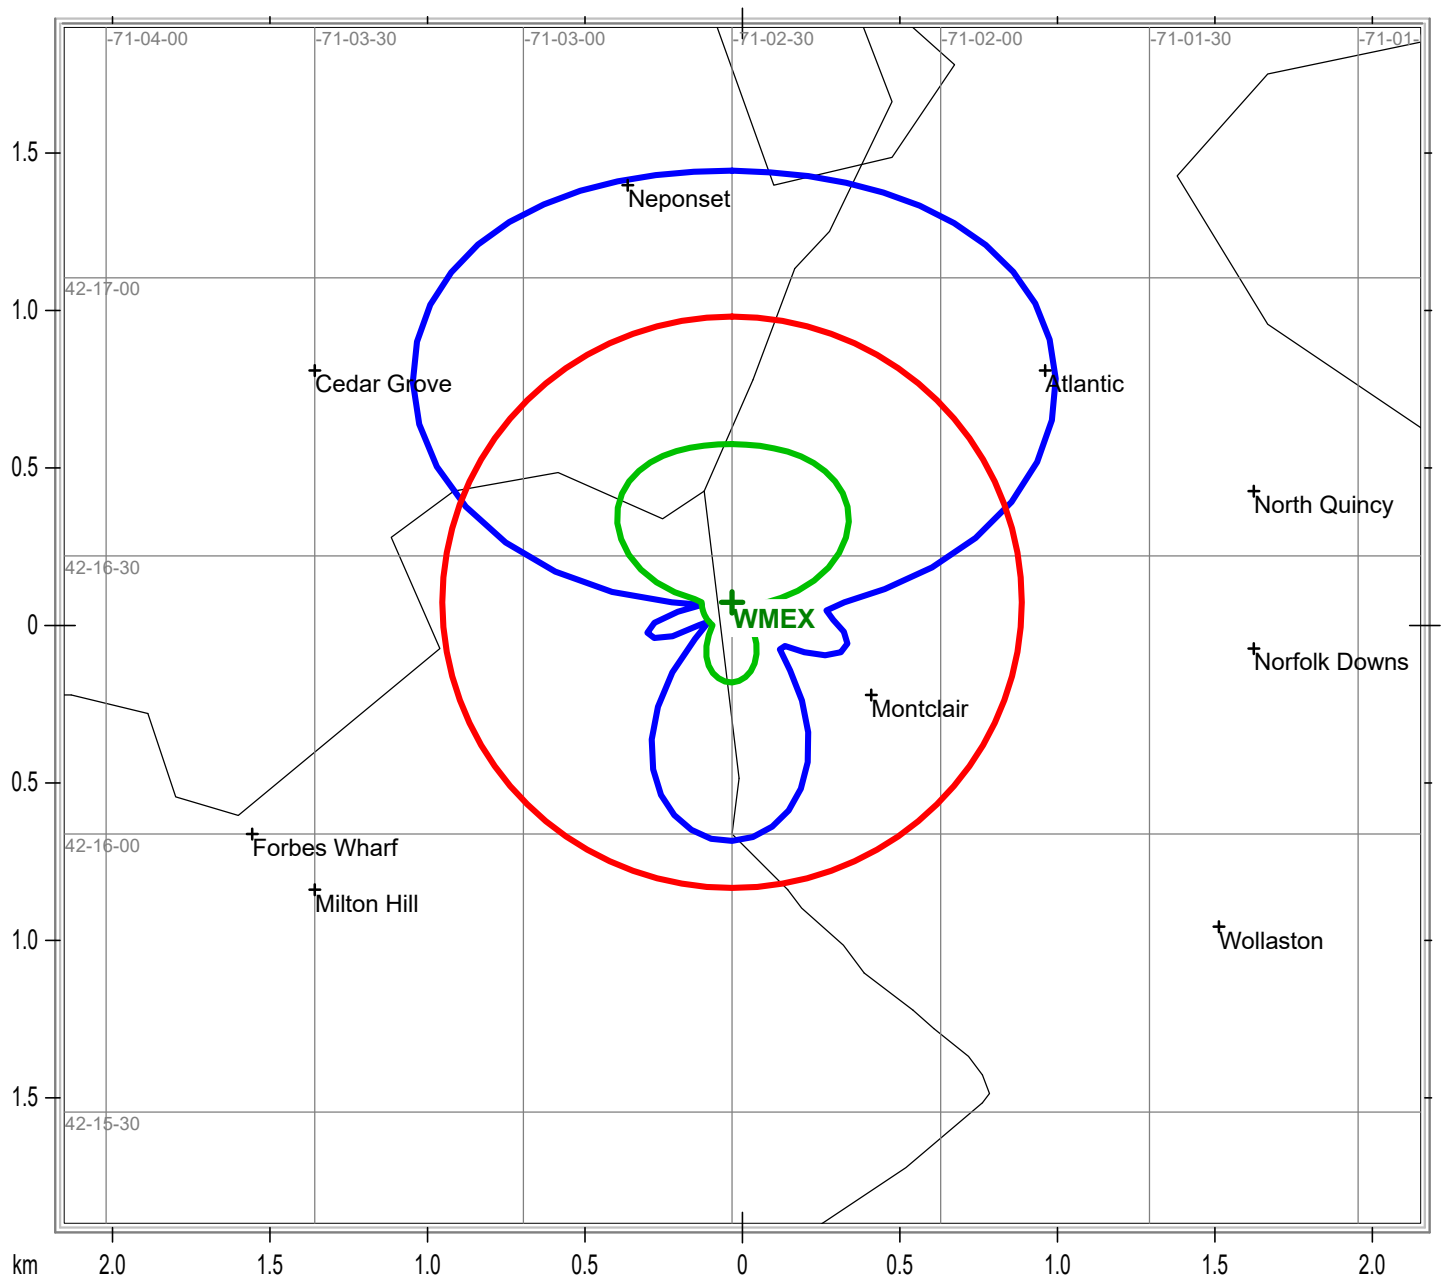 -71-04-00 -71-03-30 -71-03-00 -71-02-30 -71-02-00 -71-01-30 -71-01-
1.5
Neponset
42-17-00
1.0
Cedar Grove
Atlantic
0.5
North Quincy
42-16-30
WMEX
0
Norfolk Downs
Montclair
0.5
42-16-00
Forbes Wharf
Milton Hill
1.0
Wollaston
1.5
42-15-30
km 2.0 1.5 1.0 0.5 0 0.5 1.0 1.5 2.0